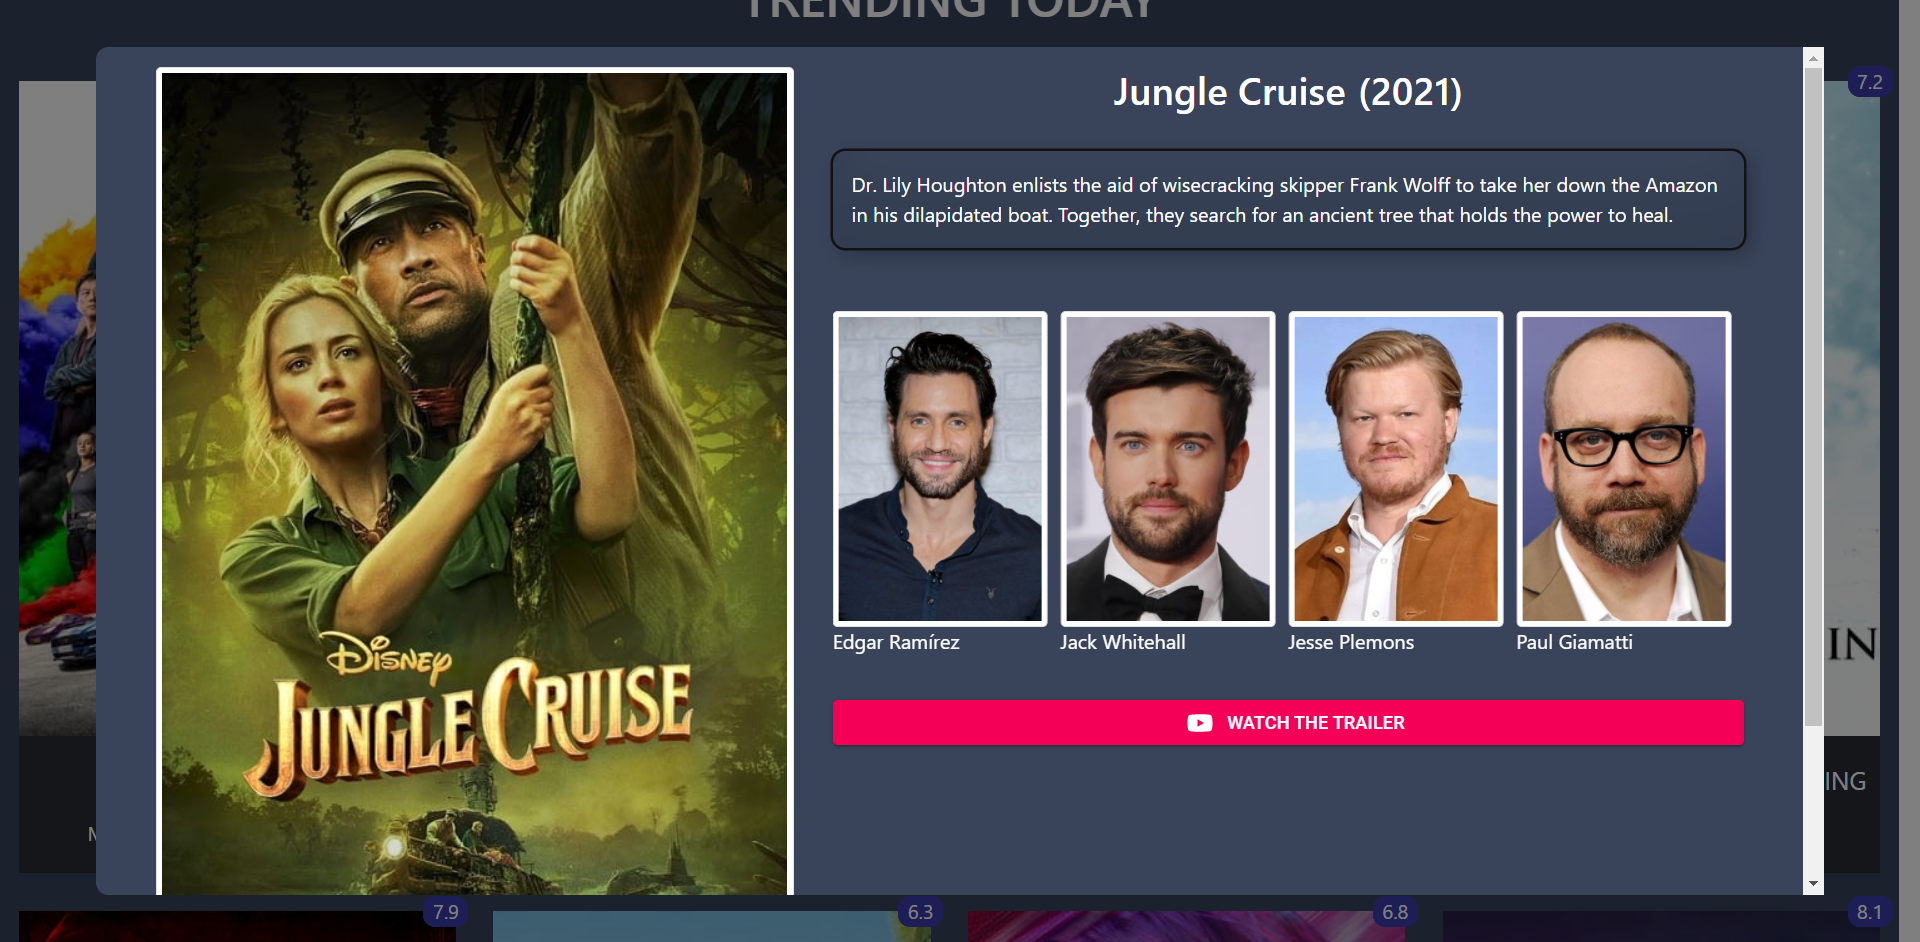 TRENDING TODAY
7.2
Jungle Cruise (2021)
Dr. Lily Houghton enlists the aid of wisecracking skipper Frank Wolff to take her down the Amazon
in his dilapidated boat. Together, they search for an ancient tree that holds the power to heal.
DISNEY
JUNGLE CRUISE
Edgar Ramírez
Jack Whitehall
Jesse Plemons
Paul Giamatti
WATCH THE TRAILER
IN
ING
7.9
6.3
6.8
8.1